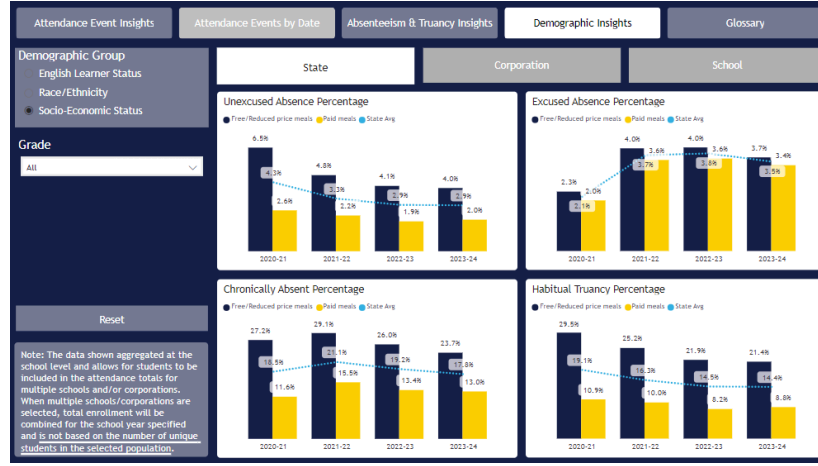 Attendance Event Insights
Attendance Events by Date
Absenteeism & Truancy Insights
Demographic Insights
Glossary
Demographic Group
English Learner Status
Race/Ethnicity
Socio-Economic Status
Grade
All
Reset
Note: The data shown aggregated at the
school level and allows for students to be
included in the attendance totals for
multiple schools and/or corporations.
When multiple schools/corporations are
selected, total enrollment will be
combined for the school year specified
and is not based on the number of unique
students in the selected population.
State
Corporation
School
Unexcused Absence Percentage
Free/Reduced price meals Paid meals State Avg
6.5%
4.8%
4.1%
4.0%
4.3%
3.3%
2.9%
2.9%
2.6%
2.2%
1.9%
2.0%
2020-21 2021-22 2022-23 2023-24
Excused Absence Percentage
Free/Reduced price meals Paid meals State Avg
2.3%
4.0%
4.0%
3.7%
2.0%
3.6%
3.6%
3.4%
2.1%
3.7%
3.8%
3.5%
2020-21 2021-22 2022-23 2023-24
Chronically Absent Percentage
Free/Reduced price meals Paid meals State Avg
27.2%
29.1%
26.0%
23.7%
18.5%
21.1%
19.2%
17.8%
11.6%
15.5%
13.4%
13.0%
2020-21 2021-22 2022-23 2023-24
Habitual Truancy Percentage
Free/Reduced price meals Paid meals State Avg
29.5%
25.2%
21.9%
21.4%
19.1%
16.3%
14.5%
14.4%
10.9%
10.0%
8.2%
8.8%
2020-21 2021-22 2022-23 2023-24